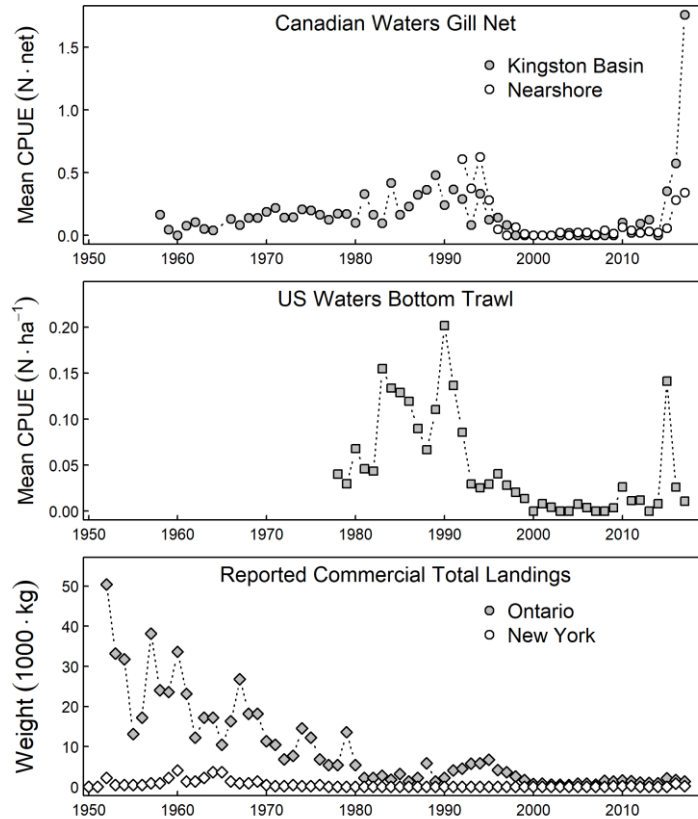 Canadian Waters Gill Net
Kingston Basin
Nearshore
Mean CPUE (N · net)
1.5
1.0
0.5
0.0
1950 1960 1970 1980 1990 2000 2010
US Waters Bottom Trawl
Mean CPUE (N · ha⁻¹)
0.20
0.15
0.10
0.05
0.00
1950 1960 1970 1980 1990 2000 2010
Reported Commercial Total Landings
Ontario
New York
Weight (1000 · kg)
50
40
30
20
10
0
1950 1960 1970 1980 1990 2000 2010